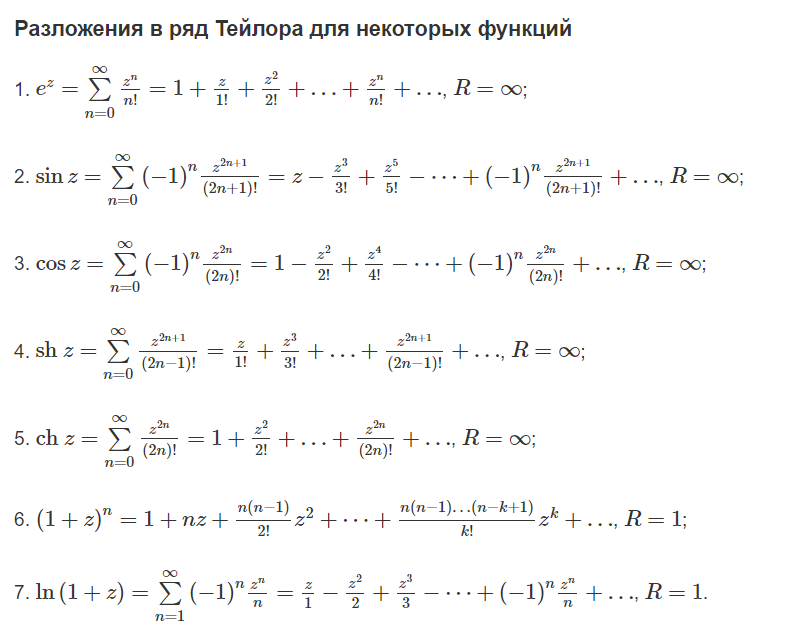 Разложения в ряд Тейлора для некоторых функций
1. $e^z = \sum_{n=0}^{\infty} \frac{z^n}{n!} = 1 + \frac{z}{1!} + \frac{z^2}{2!} + \ldots + \frac{z^n}{n!} + \ldots, R = \infty;$
2. $\sin z = \sum_{n=0}^{\infty} (-1)^n \frac{z^{2n+1}}{(2n+1)!} = z - \frac{z^3}{3!} + \frac{z^5}{5!} - \cdots + (-1)^n \frac{z^{2n+1}}{(2n+1)!} + \ldots, R = \infty;$
3. $\cos z = \sum_{n=0}^{\infty} (-1)^n \frac{z^{2n}}{(2n)!} = 1 - \frac{z^2}{2!} + \frac{z^4}{4!} - \cdots + (-1)^n \frac{z^{2n}}{(2n)!} + \ldots, R = \infty;$
4. $\text{sh } z = \sum_{n=0}^{\infty} \frac{z^{2n+1}}{(2n-1)!} = \frac{z}{1!} + \frac{z^3}{3!} + \ldots + \frac{z^{2n+1}}{(2n-1)!} + \ldots, R = \infty;$
5. $\text{ch } z = \sum_{n=0}^{\infty} \frac{z^{2n}}{(2n)!} = 1 + \frac{z^2}{2!} + \ldots + \frac{z^{2n}}{(2n)!} + \ldots, R = \infty;$
6. $(1 + z)^n = 1 + nz + \frac{n(n-1)}{2!} z^2 + \cdots + \frac{n(n-1)\ldots(n-k+1)}{k!} z^k + \ldots, R = 1;$
7. $\ln(1 + z) = \sum_{n=1}^{\infty} (-1)^n \frac{z^n}{n} = \frac{z}{1} - \frac{z^2}{2} + \frac{z^3}{3} - \cdots + (-1)^n \frac{z^n}{n} + \ldots, R = 1.$